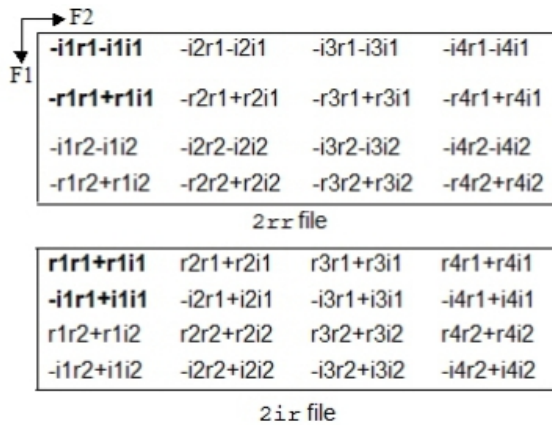 F2
F1
-i1r1-i1i1 -i2r1-i2i1 -i3r1-i3i1 -i4r1-i4i1
-r1r1+r1i1 -r2r1+r2i1 -r3r1+r3i1 -r4r1+r4i1
-i1r2-i1i2 -i2r2-i2i2 -i3r2-i3i2 -i4r2-i4i2
-r1r2+r1i2 -r2r2+r2i2 -r3r2+r3i2 -r4r2+r4i2
2rr file
r1r1+r1i1 r2r1+r2i1 r3r1+r3i1 r4r1+r4i1
-i1r1+i1i1 -i2r1+i2i1 -i3r1+i3i1 -i4r1+i4i1
r1r2+r1i2 r2r2+r2i2 r3r2+r3i2 r4r2+r4i2
-i1r2+i1i2 -i2r2+i2i2 -i3r2+i3i2 -i4r2+i4i2
2ir file